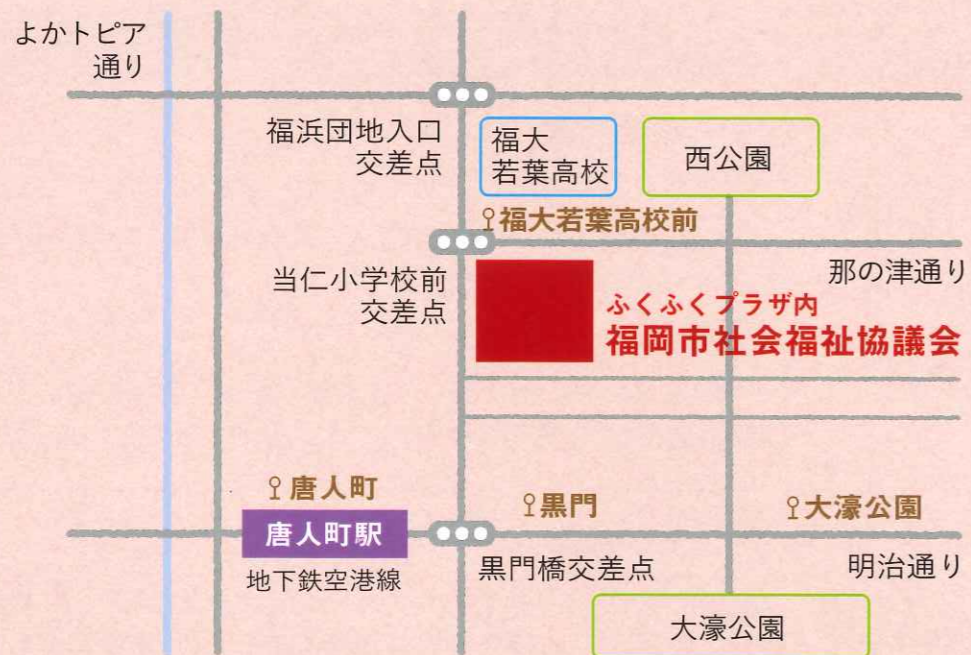 よかトピア
通り
福浜団地入口
交差点
福大
若葉高校
西公園
福大若葉高校前
那の津通り
当仁小学校前
交差点
ふくふくプラザ内
福岡市社会福祉協議会
唐人町
唐人町駅
地下鉄空港線
黒門
大濠公園
黒門橋交差点
明治通り
大濠公園